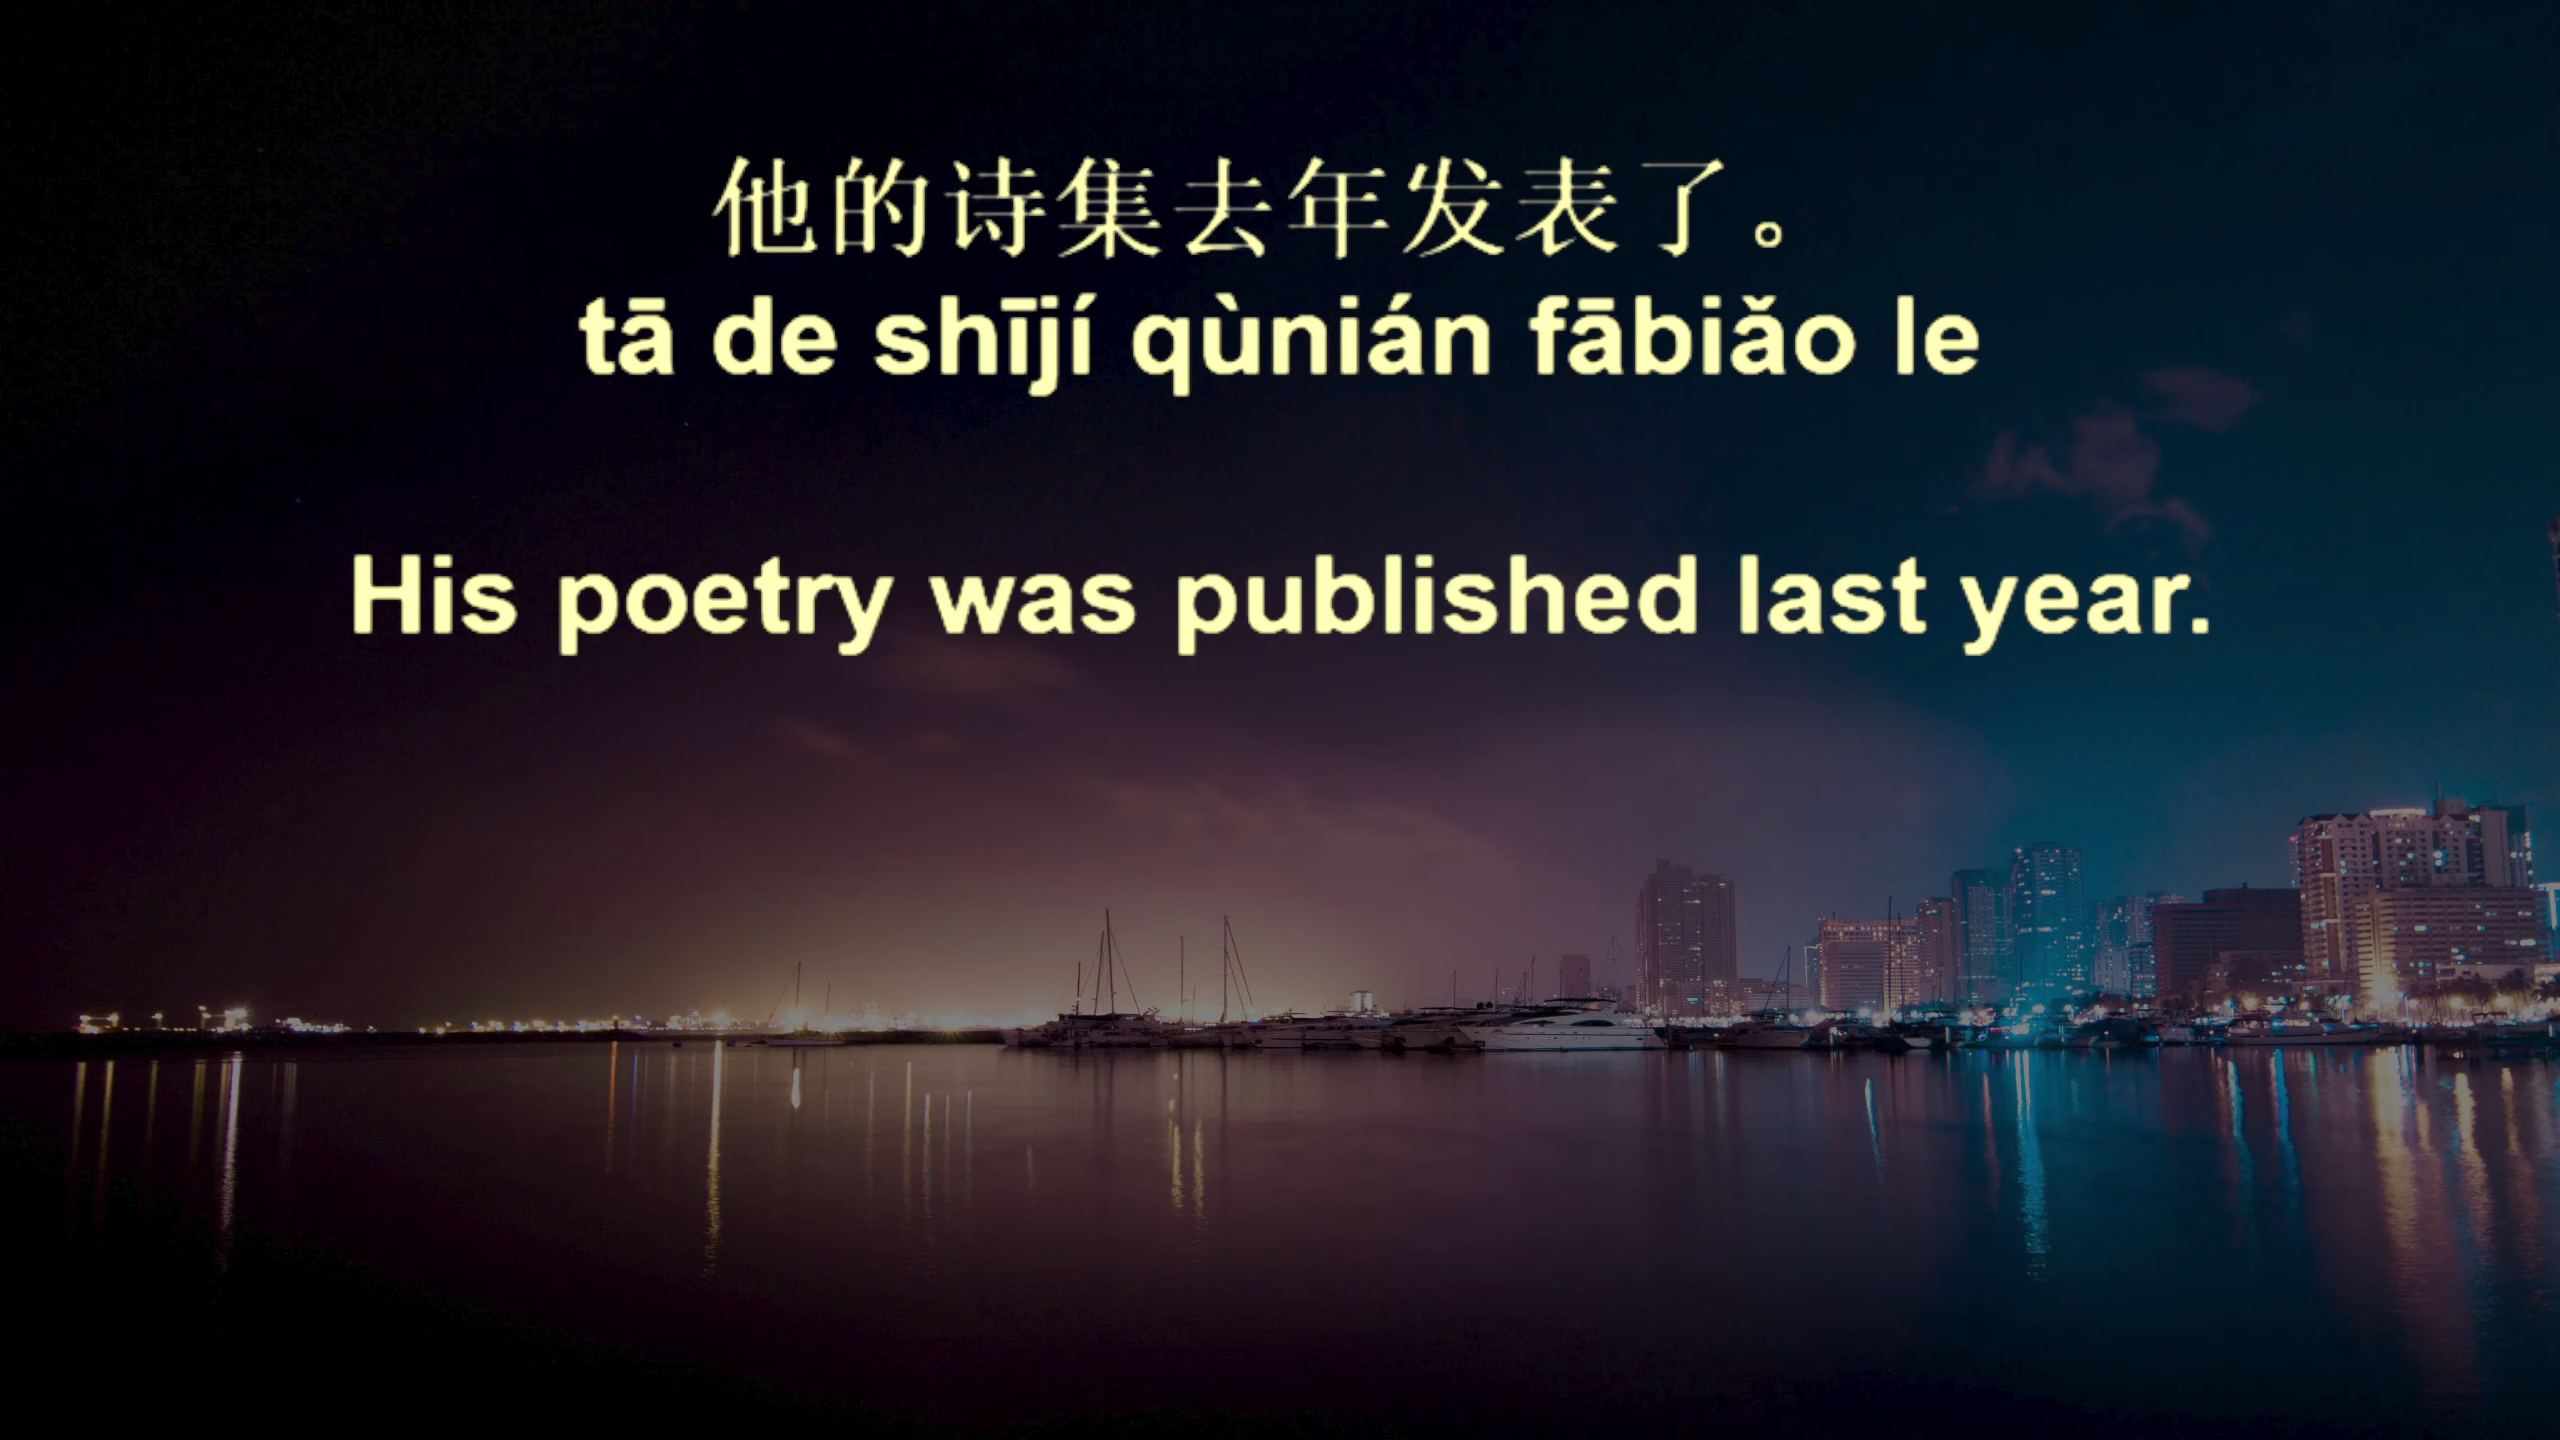 他的诗集去年发表了。
tā de shījí qùnián fābiǎo le
His poetry was published last year.